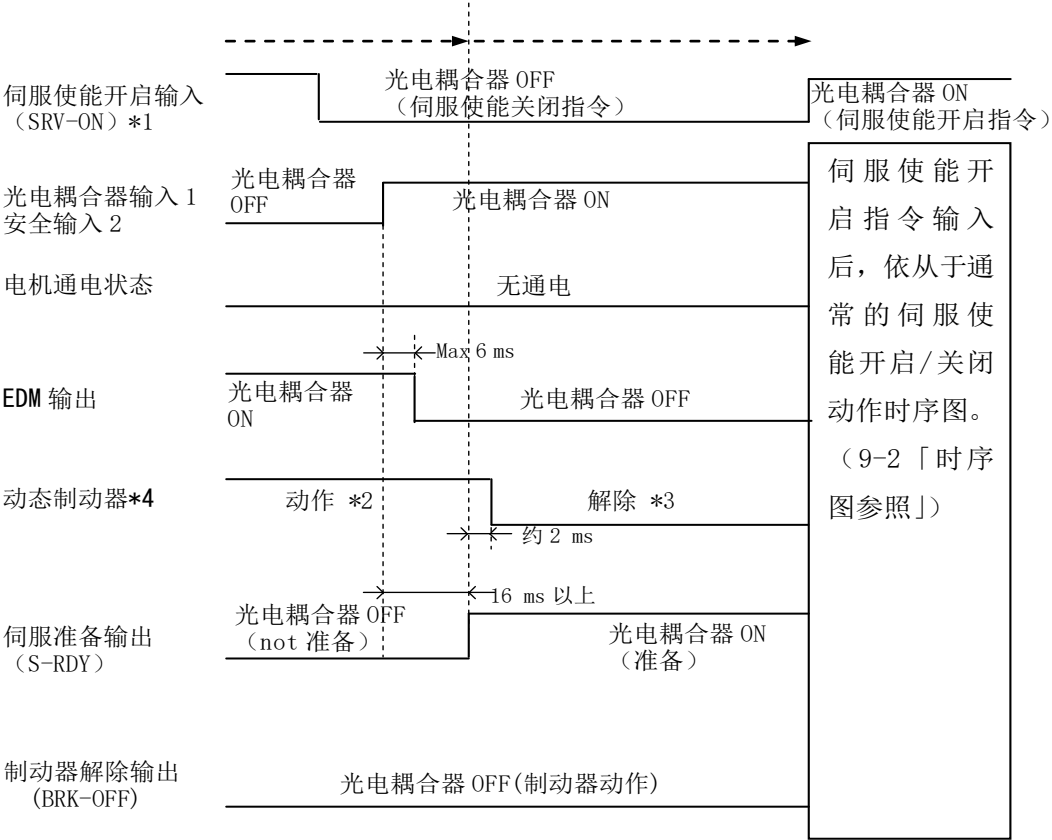 伺服使能开启输入
（SRV-ON）*1
光电耦合器 OFF
（伺服使能关闭指令）
光电耦合器 ON
（伺服使能开启指令）
光电耦合器输入 1
安全输入 2
光电耦合器
OFF
光电耦合器 ON
电机通电状态
无通电
Max 6 ms
EDM 输出
光电耦合器
ON
光电耦合器 OFF
动态制动器*4
动作 *2
解除 *3
约 2 ms
16 ms 以上
伺服准备输出
（S-RDY）
光电耦合器 OFF
（not 准备）
光电耦合器 ON
（准备）
制动器解除输出
(BRK-OFF)
光电耦合器 OFF(制动器动作)
伺服使能开
启指令输入
后，依从于通
常的伺服使
能开启/关闭
动作时序图。
（9-2「时序
图参照」）